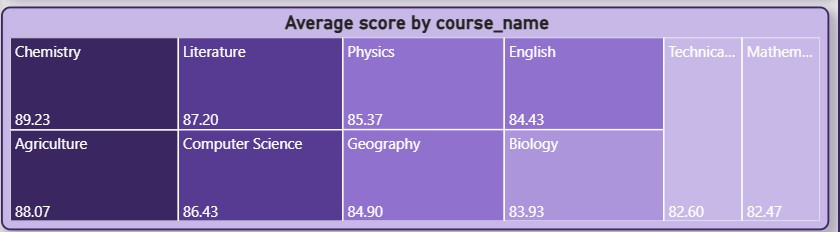 Average score by course_name
Chemistry
89.23
Literature
87.20
Physics
85.37
English
84.43
Technica...
82.60
Mathem...
82.47
Agriculture
88.07
Computer Science
86.43
Geography
84.90
Biology
83.93